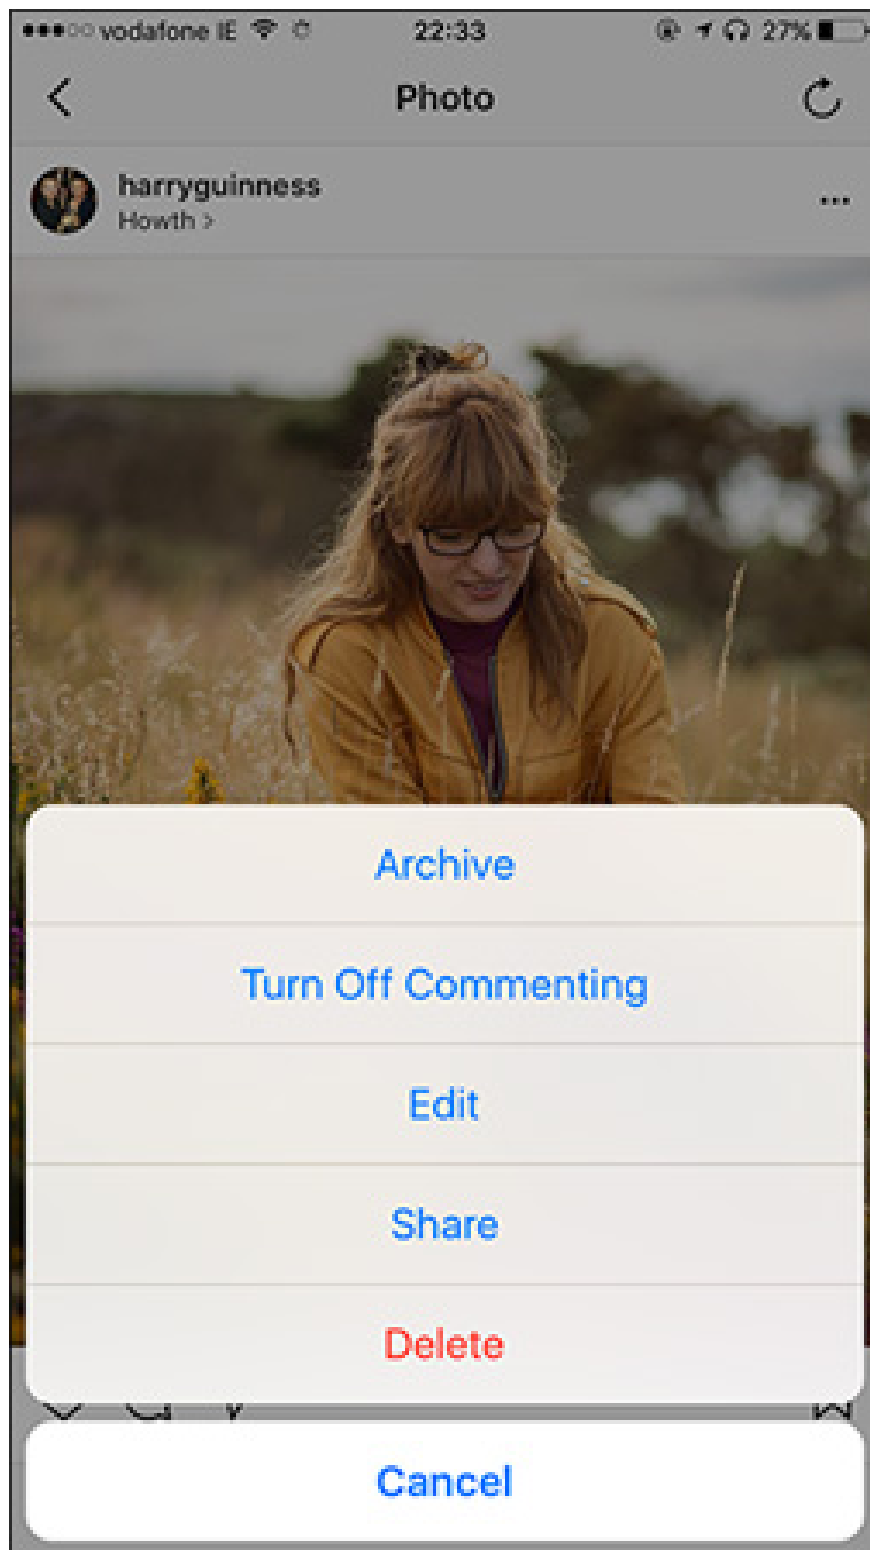 vodafone IE 22:33 27%
Photo
harryguinness
Howth >
Archive
Turn Off Commenting
Edit
Share
Delete
Cancel